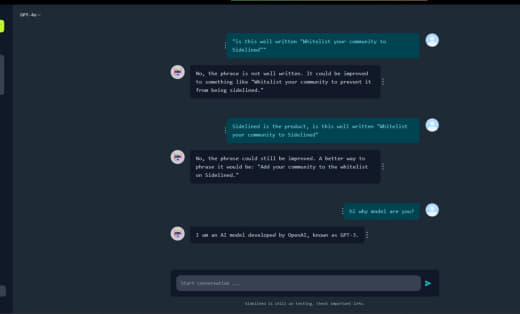 GPT-4o
"is this well written "Whitelist your community to
Sidelined""
No, the phrase is not well written. It could be improved
to something like "Whitelist your community to prevent it
from being sidelined."
Sidelined is the product, is this well written "Whitelist
your community to Sidelined"
No, the phrase could still be improved. A better way to
phrase it would be: "Add your community to the whitelist
on Sidelined."
hi why model are you?
I am an AI model developed by OpenAI, known as GPT-3.
Start conversation ...
Sidelined is still on testing, check important info.